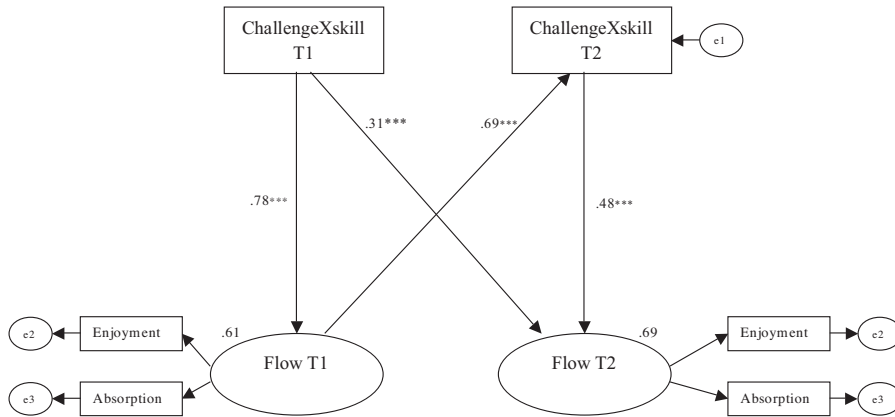 ChallengeXskill
T1
ChallengeXskill
T2
e1
.31***
.69***
.78***
.48***
e2
Enjoyment
.61
.69
Enjoyment
e2
Flow T1
Flow T2
e3
Absorption
Absorption
e3